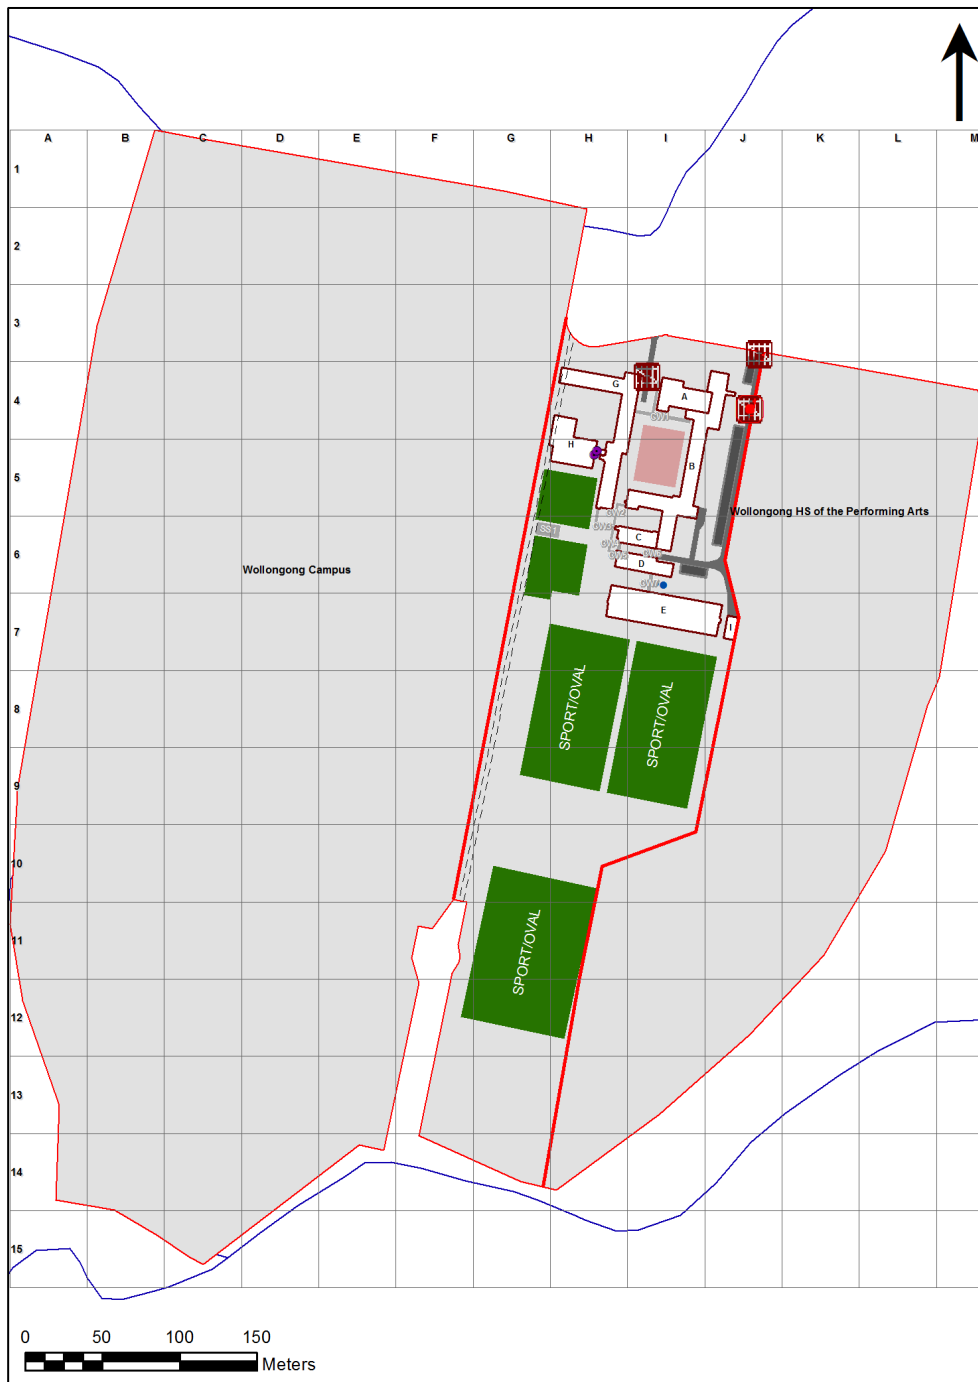 A B C D E F G H I J K L M
1
2
3
4
G
A
H
B
5
Wollongong HS of the Performing Arts
C
6
D
Wollongong Campus
E
I
7
SPORT/OVAL
SPORT/OVAL
8
9
10
11
SPORT/OVAL
12
13
14
15
0 50 100 150
Meters